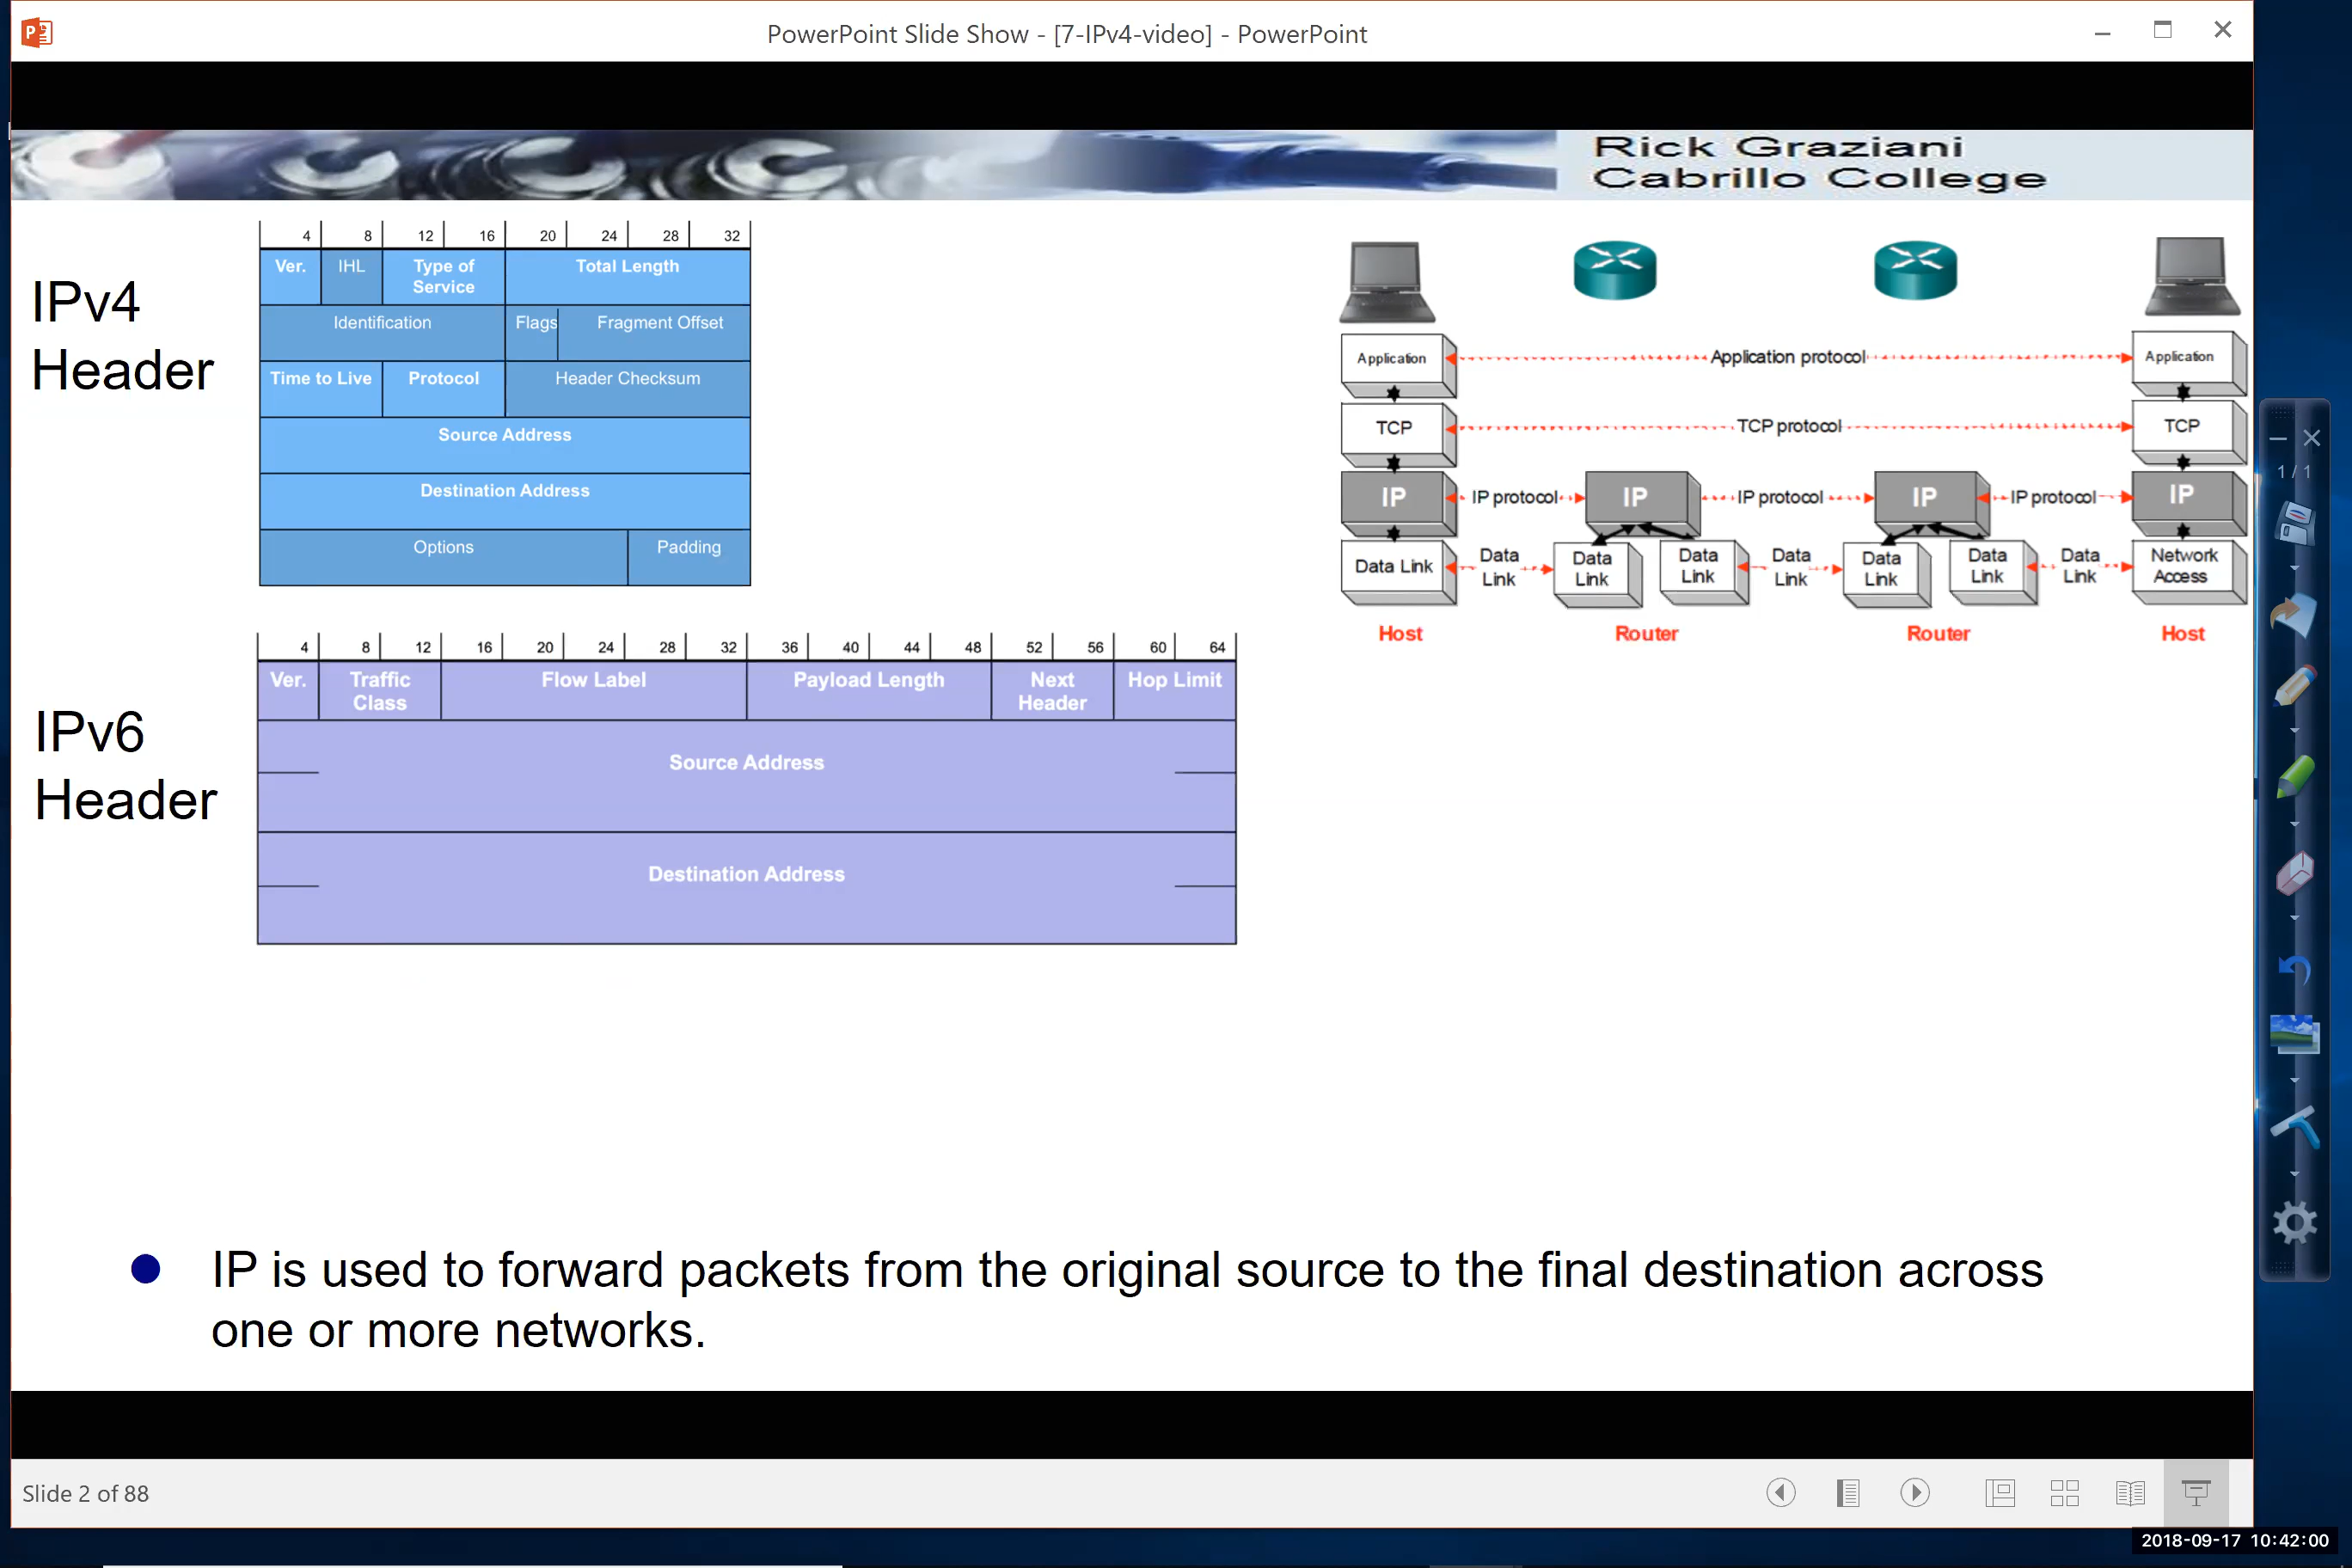 PowerPoint Slide Show - [7-IPv4-video] - PowerPoint
Rick Graziani
Cabrillo College
IPv4
Header
4 8 12 16 20 24 28 32
Ver. IHL Type of Service Total Length
Identification Flags Fragment Offset
Time to Live Protocol Header Checksum
Source Address
Destination Address
Options Padding
Application Application protocol Application
TCP TCP protocol TCP
IP IP protocol IP IP protocol IP IP protocol IP
Data Link Data Link Data Link Data Link Data Link Data Link Data Link Data Link Network Access
Host Router Router Host
IPv6
Header
4 8 12 16 20 24 28 32 36 40 44 48 52 56 60 64
Ver. Traffic Class Flow Label Payload Length Next Header Hop Limit
Source Address
Destination Address
1 / 1
IP is used to forward packets from the original source to the final destination across
one or more networks.
Slide 2 of 88
2018-09-17 10:42:00